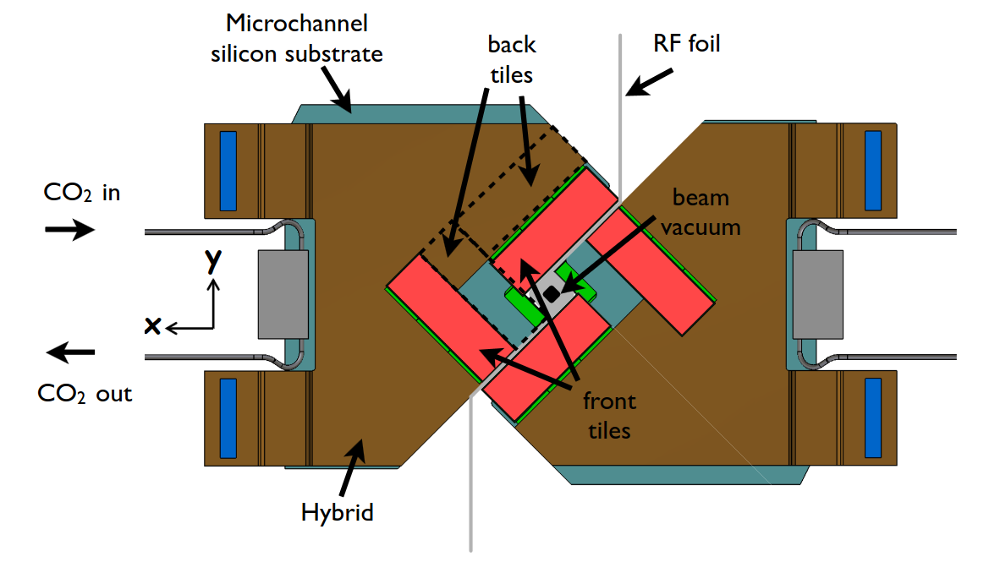 Microchannel
silicon substrate
back
tiles
RF foil
CO₂ in
beam
vacuum
y
x
CO₂ out
front
tiles
Hybrid